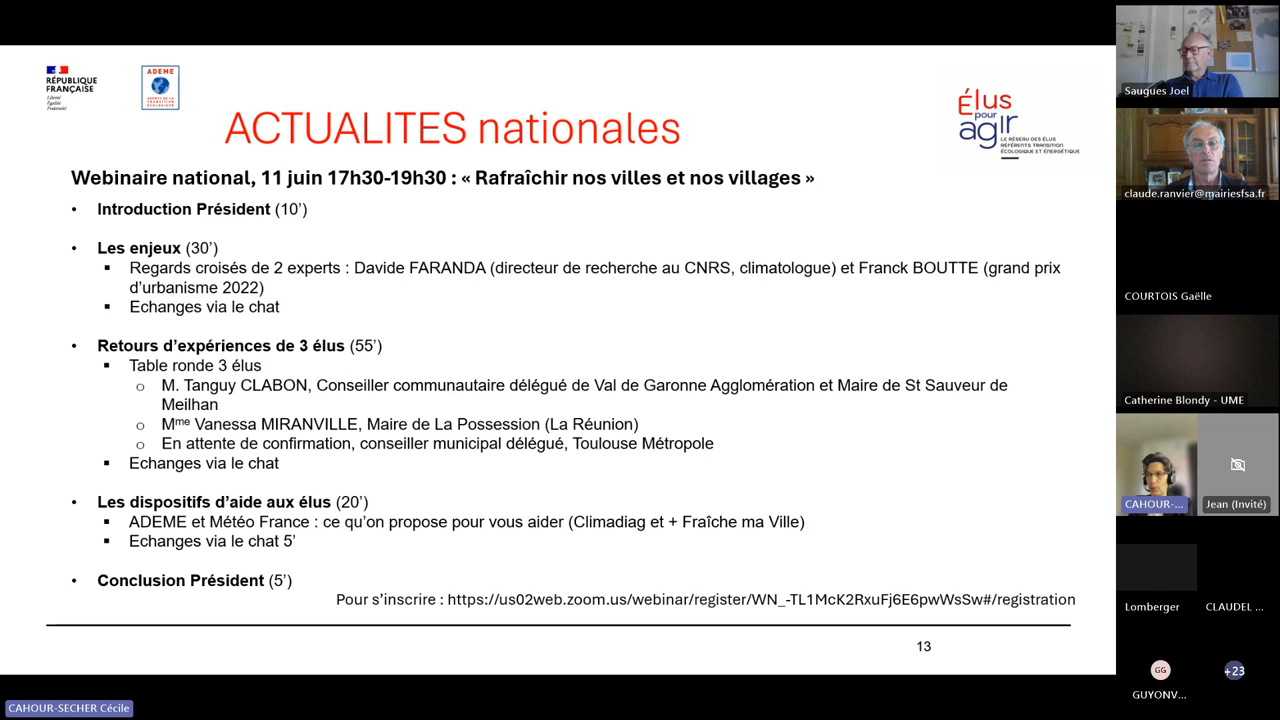 RÉPUBLIQUE
FRANÇAISE
Liberté
Égalité
Fraternité
ADEME
AGENCE DE LA
TRANSITION
ÉCOLOGIQUE
Élus
pour
agir
LE RÉSEAU DES ÉLUS
RÉFÉRENTS TRANSITION
ÉCOLOGIQUE ET ÉNERGÉTIQUE
ACTUALITES nationales
Webinaire national, 11 juin 17h30-19h30 : « Rafraîchir nos villes et nos villages »
• Introduction Président (10’)
• Les enjeux (30’)
▪ Regards croisés de 2 experts : Davide FARANDA (directeur de recherche au CNRS, climatologue) et Franck BOUTTE (grand prix
d’urbanisme 2022)
▪ Echanges via le chat
• Retours d’expériences de 3 élus (55’)
▪ Table ronde 3 élus
o M. Tanguy CLABON, Conseiller communautaire délégué de Val de Garonne Agglomération et Maire de St Sauveur de
Meilhan
o Mme Vanessa MIRANVILLE, Maire de La Possession (La Réunion)
o En attente de confirmation, conseiller municipal délégué, Toulouse Métropole
▪ Echanges via le chat
• Les dispositifs d’aide aux élus (20’)
▪ ADEME et Météo France : ce qu’on propose pour vous aider (Climadiag et + Fraîche ma Ville)
▪ Echanges via le chat 5’
• Conclusion Président (5’)
Pour s’inscrire : https://us02web.zoom.us/webinar/register/WN_-TL1McK2RxuFj6E6pwWsSw#/registration
13
CAHOUR-SECHER Cécile
Saugues Joel
claude.ranvier@mairiesfsa.fr
COURTOIS Gaëlle
Catherine Blondy - UME
CAHOUR-...
Jean (Invité)
Lomberger
CLAUDEL ...
GG
+23
GUYONV...